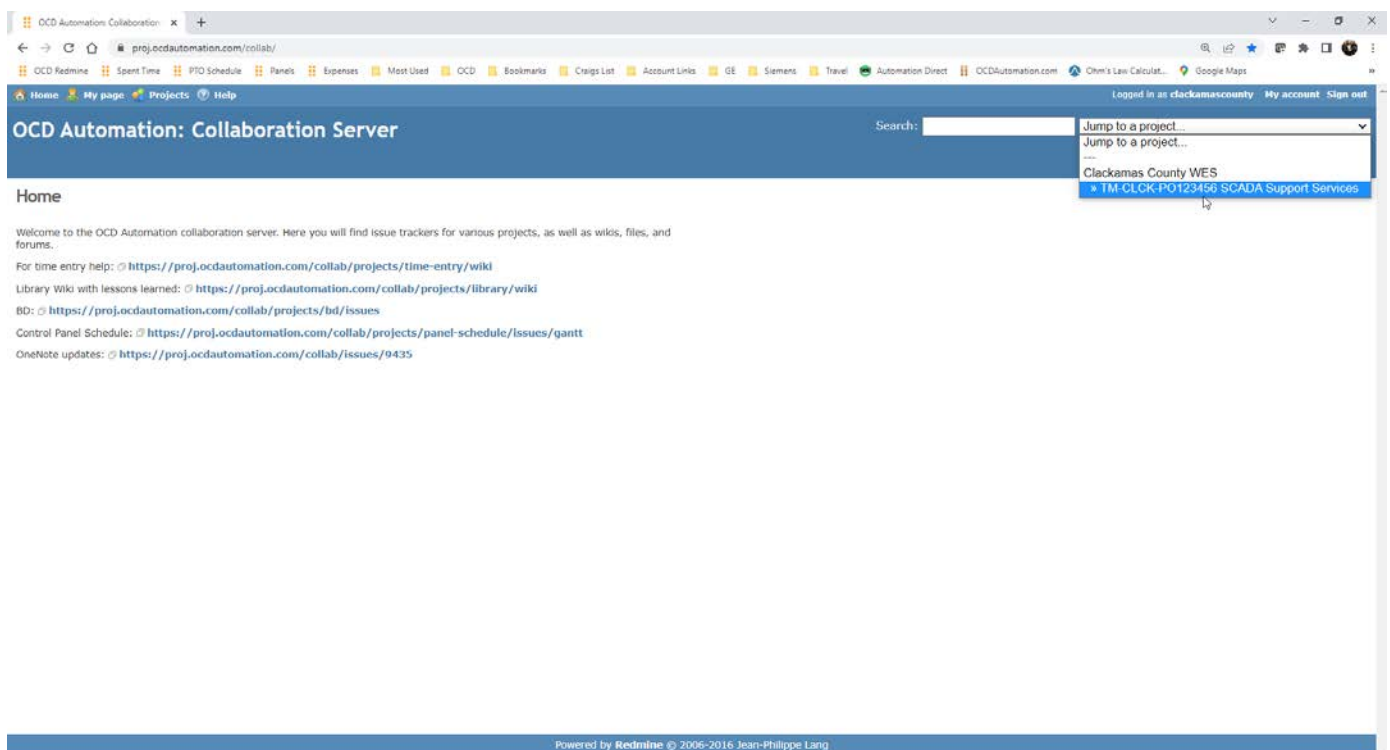 OCD Automation: Collaboration
proj.ocdautomation.com/collab/
OCD Redmine Spent Time PTO Schedule Panels Expenses Most Used OCD Bookmarks Craigs List Account Links GE Siemens Travel Automation Direct OCDAutomation.com Ohm's Law Calculat... Google Maps
Home My page Projects Help Logged in as clackamascounty My account Sign out
OCD Automation: Collaboration Server
Search: Jump to a project...
Jump to a project...
---
Clackamas County WES
» TM-CLCK-PO123456 SCADA Support Services
Home
Welcome to the OCD Automation collaboration server. Here you will find issue trackers for various projects, as well as wikis, files, and
forums.
For time entry help: https://proj.ocdautomation.com/collab/projects/time-entry/wiki
Library Wiki with lessons learned: https://proj.ocdautomation.com/collab/projects/library/wiki
BD: https://proj.ocdautomation.com/collab/projects/bd/issues
Control Panel Schedule: https://proj.ocdautomation.com/collab/projects/panel-schedule/issues/gantt
OneNote updates: https://proj.ocdautomation.com/collab/issues/9435
Powered by Redmine © 2006-2016 Jean-Philippe Lang